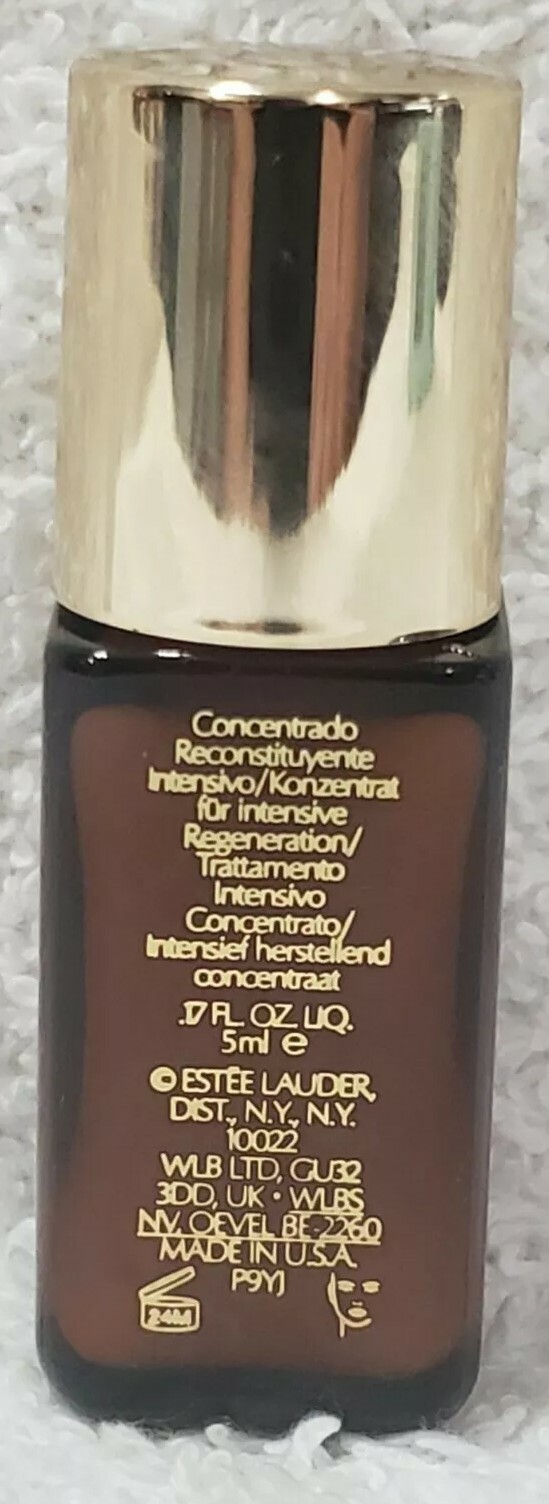 Concentrado
Reconstituyente
Intensivo/Konzentrat
für intensive
Regeneration/
Trattamento
Intensivo
Concentrato/
Intensief herstellend
concentraat
.17 FL. OZ. LIQ.
5ml e
© ESTĒE LAUDER,
DIST., N.Y., N.Y.
10022
WLB LTD, GU32
3DD, UK • WLBS
NV. OEVEL BE-2260
MADE IN U.S.A.
P9YJ
24M